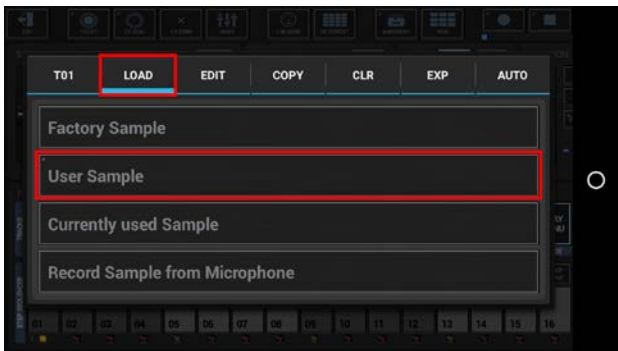 T01 LOAD EDIT COPY CLR EXP AUTO
Factory Sample
User Sample
Currently used Sample
Record Sample from Microphone
01 02 03 04 05 06 07 08 09 10 11 12 13 14 15 16